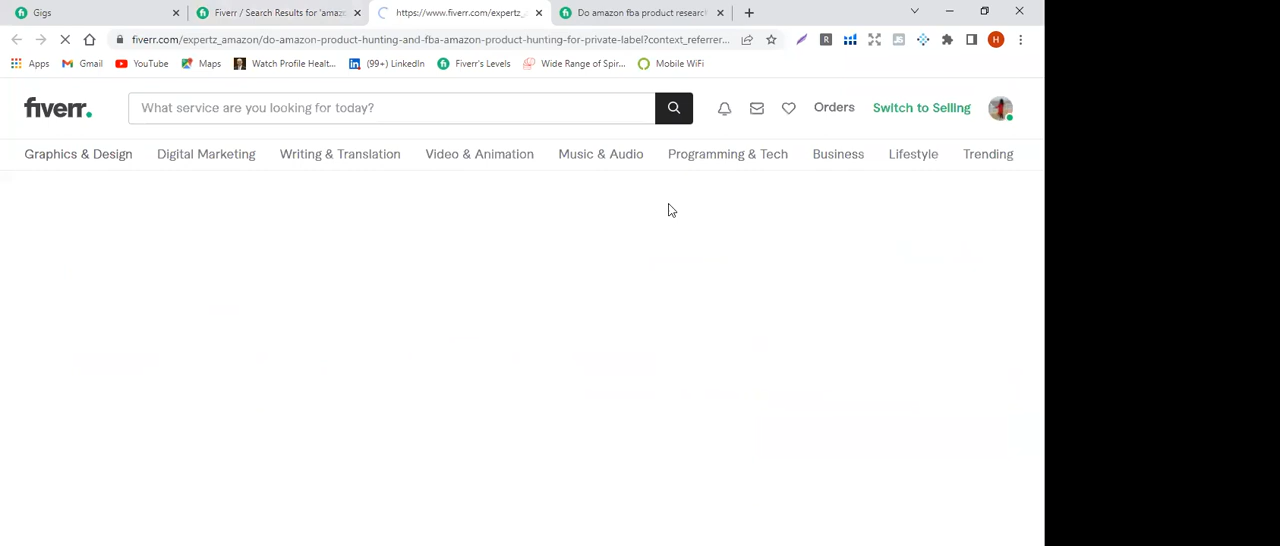 Gigs
Fiverr / Search Results for 'amaz
https://www.fiverr.com/expertz_
Do amazon fba product research
fiverr.com/expertz_amazon/do-amazon-product-hunting-and-fba-amazon-product-hunting-for-private-label?context_referrer...
R
JS
H
Apps
Gmail
YouTube
Maps
Watch Profile Healt...
(99+) LinkedIn
Fiverr's Levels
Wide Range of Spir...
Mobile WiFi
fiverr.
What service are you looking for today?
Orders
Switch to Selling
Graphics & Design
Digital Marketing
Writing & Translation
Video & Animation
Music & Audio
Programming & Tech
Business
Lifestyle
Trending